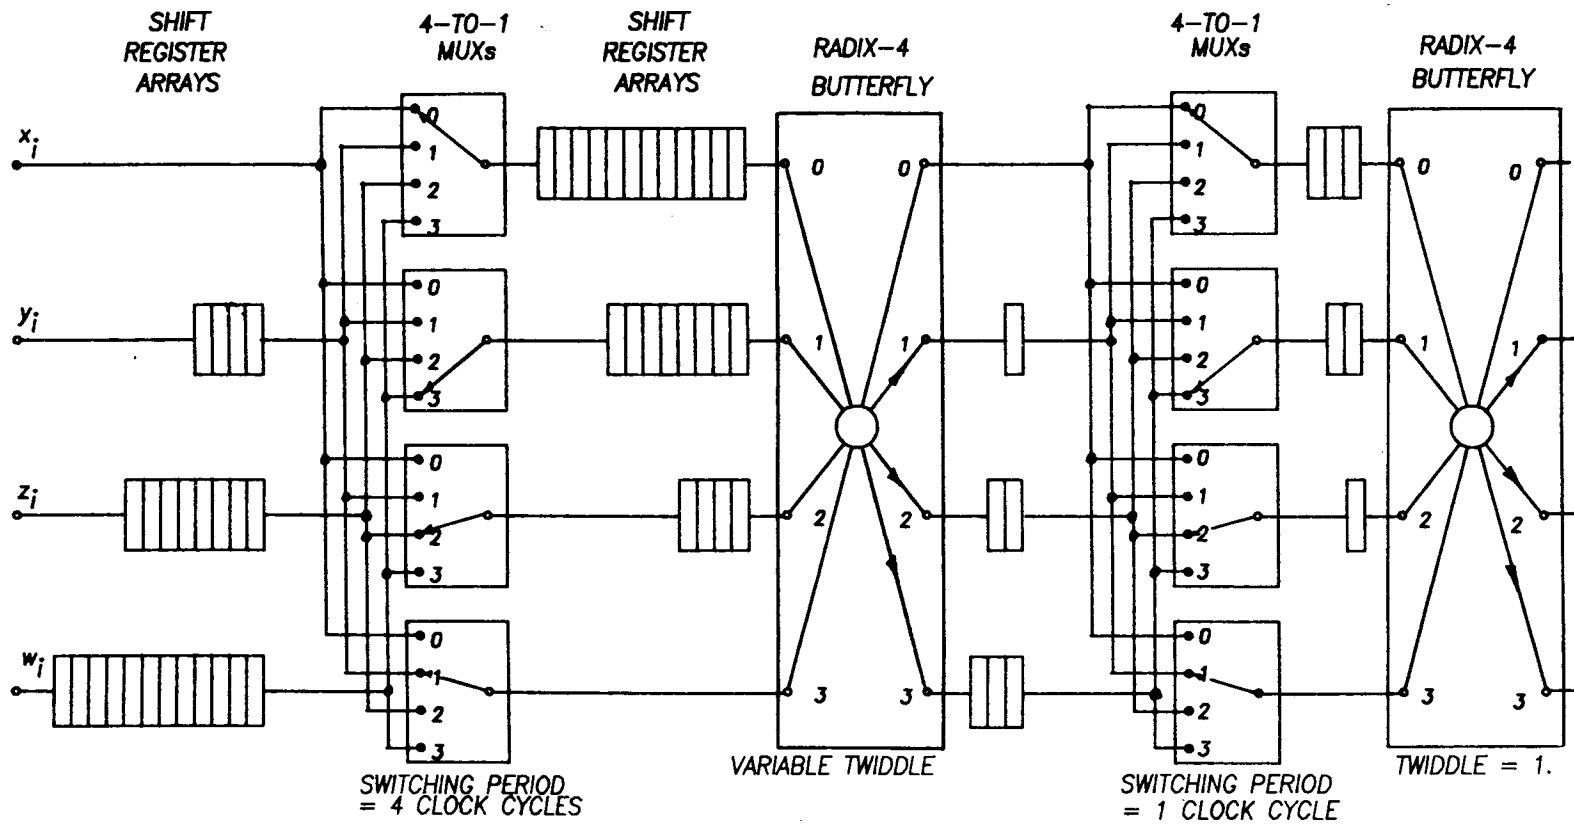 SHIFT
REGISTER
ARRAYS
4-TO-1
MUXs
SHIFT
REGISTER
ARRAYS
RADIX-4
BUTTERFLY
4-TO-1
MUXs
RADIX-4
BUTTERFLY
xi
yi
zi
wi
0
1
2
3
0
1
2
3
0
1
2
3
0
1
2
3
0
1
2
3
0
1
2
3
0
1
2
3
0
1
2
3
0
1
2
3
0
1
2
3
0
1
2
3
0
1
2
3
SWITCHING PERIOD
= 4 CLOCK CYCLES
VARIABLE TWIDDLE
SWITCHING PERIOD
= 1 CLOCK CYCLE
TWIDDLE = 1.